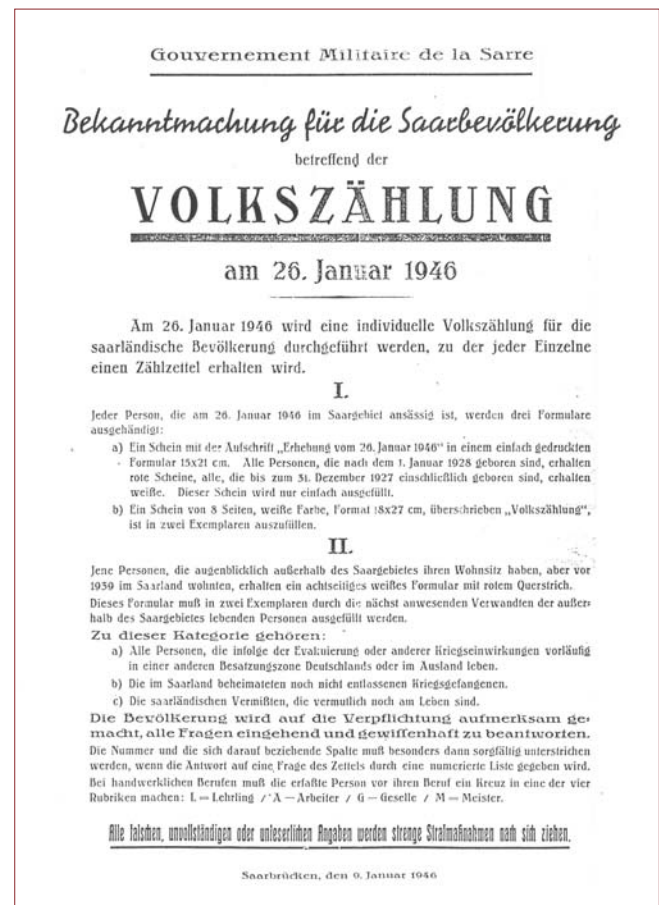 Gouvernement Militaire de la Sarre
Bekanntmachung für die Saarbevölkerung
betreffend der
VOLKSZÄHLUNG
am 26. Januar 1946
Am 26. Januar 1946 wird eine individuelle Volkszählung für die
saarländische Bevölkerung durchgeführt werden, zu der jeder Einzelne
einen Zählzettel erhalten wird.
I.
Jeder Person, die am 26. Januar 1946 im Saargebiet ansässig ist, werden drei Formulare
ausgehändigt:
a) Ein Schein mit der Aufschrift „Erhebung vom 26. Januar 1946“ in einem einfach gedruckten
Formular 15x21 cm. Alle Personen, die nach dem 1. Januar 1928 geboren sind, erhalten
rote Scheine, alle, die bis zum 31. Dezember 1927 einschließlich geboren sind, erhalten
weiße. Dieser Schein wird nur einfach ausgefüllt.
b) Ein Schein von 8 Seiten, weiße Farbe, Format 18x27 cm, überschrieben „Volkszählung“,
ist in zwei Exemplaren auszufüllen.
II.
Jene Personen, die augenblicklich außerhalb des Saargebietes ihren Wohnsitz haben, aber vor
1939 im Saarland wohnten, erhalten ein achtseitiges weißes Formular mit rotem Querstrich.
Dieses Formular muß in zwei Exemplaren durch die nächst anwesenden Verwandten der außer-
halb des Saargebietes lebenden Personen ausgefüllt werden.
Zu dieser Kategorie gehören:
a) Alle Personen, die infolge der Evakuierung oder anderer Kriegseinwirkungen vorläufig
in einer anderen Besatzungszone Deutschlands oder im Ausland leben.
b) Die im Saarland beheimateten noch nicht entlassenen Kriegsgefangenen.
c) Die saarländischen Vermißten, die vermutlich noch am Leben sind.
Die Bevölkerung wird auf die Verpflichtung aufmerksam ge-
macht, alle Fragen eingehend und gewissenhaft zu beantworten.
Die Nummer und die sich darauf beziehende Spalte muß besonders dann sorgfältig unterstrichen
werden, wenn die Antwort auf eine Frage des Zettels durch eine numerierte Liste gegeben wird.
Bei handwerklichen Berufen muß die erfaßte Person vor ihren Beruf ein Kreuz in eine der vier
Rubriken machen: L = Lehrling / A — Arbeiter / G — Geselle / M = Meister.
Alle falschen, unvollständigen oder unleserlichen Angaben werden strenge Strafmaßnahmen nach sich ziehen.
Saarbrücken, den 9. Januar 1946